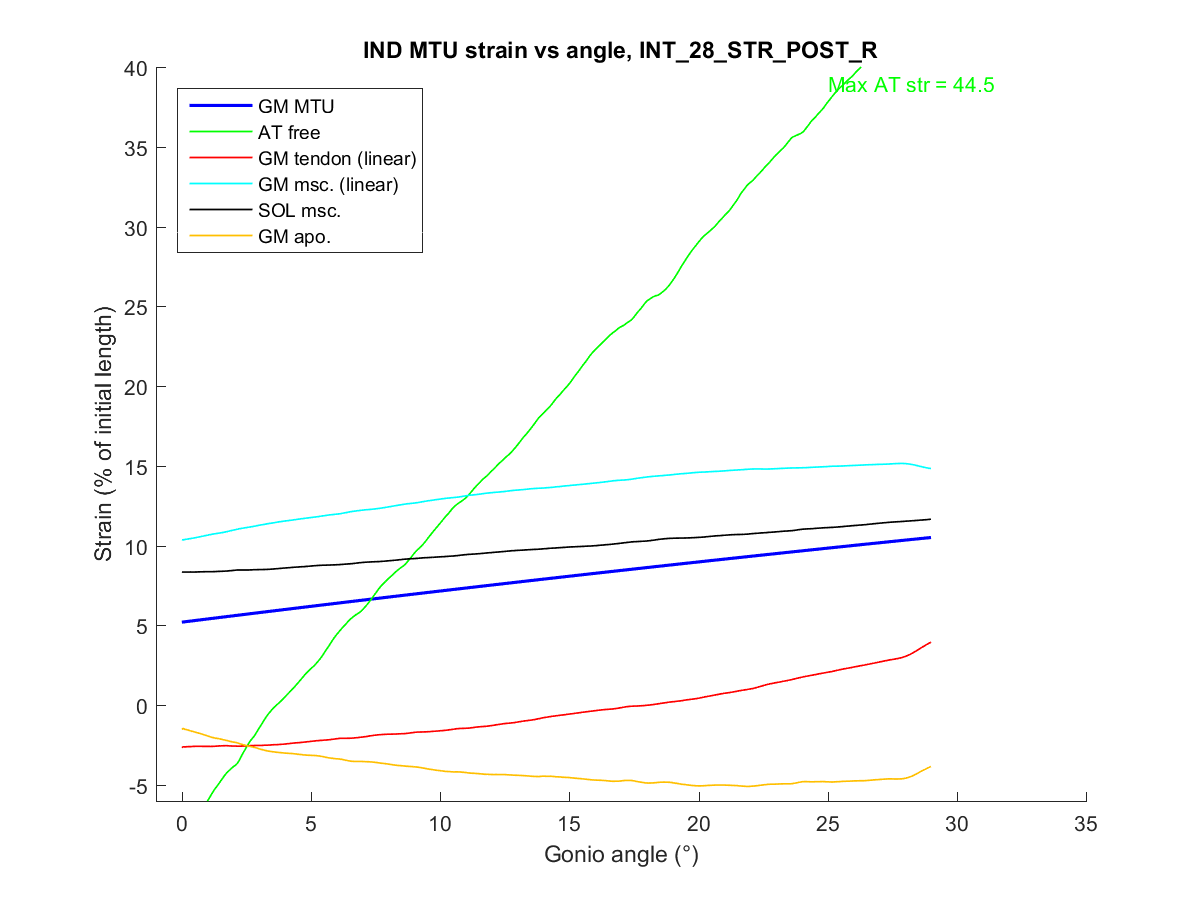 IND MTU strain vs angle, INT_28_STR_POST_R
Max AT str = 44.5
GM MTU
AT free
GM tendon (linear)
GM msc. (linear)
SOL msc.
GM apo.
Strain (% of initial length)
40
35
30
25
20
15
10
5
0
-5
0
5
10
15
20
25
30
35
Gonio angle (°)